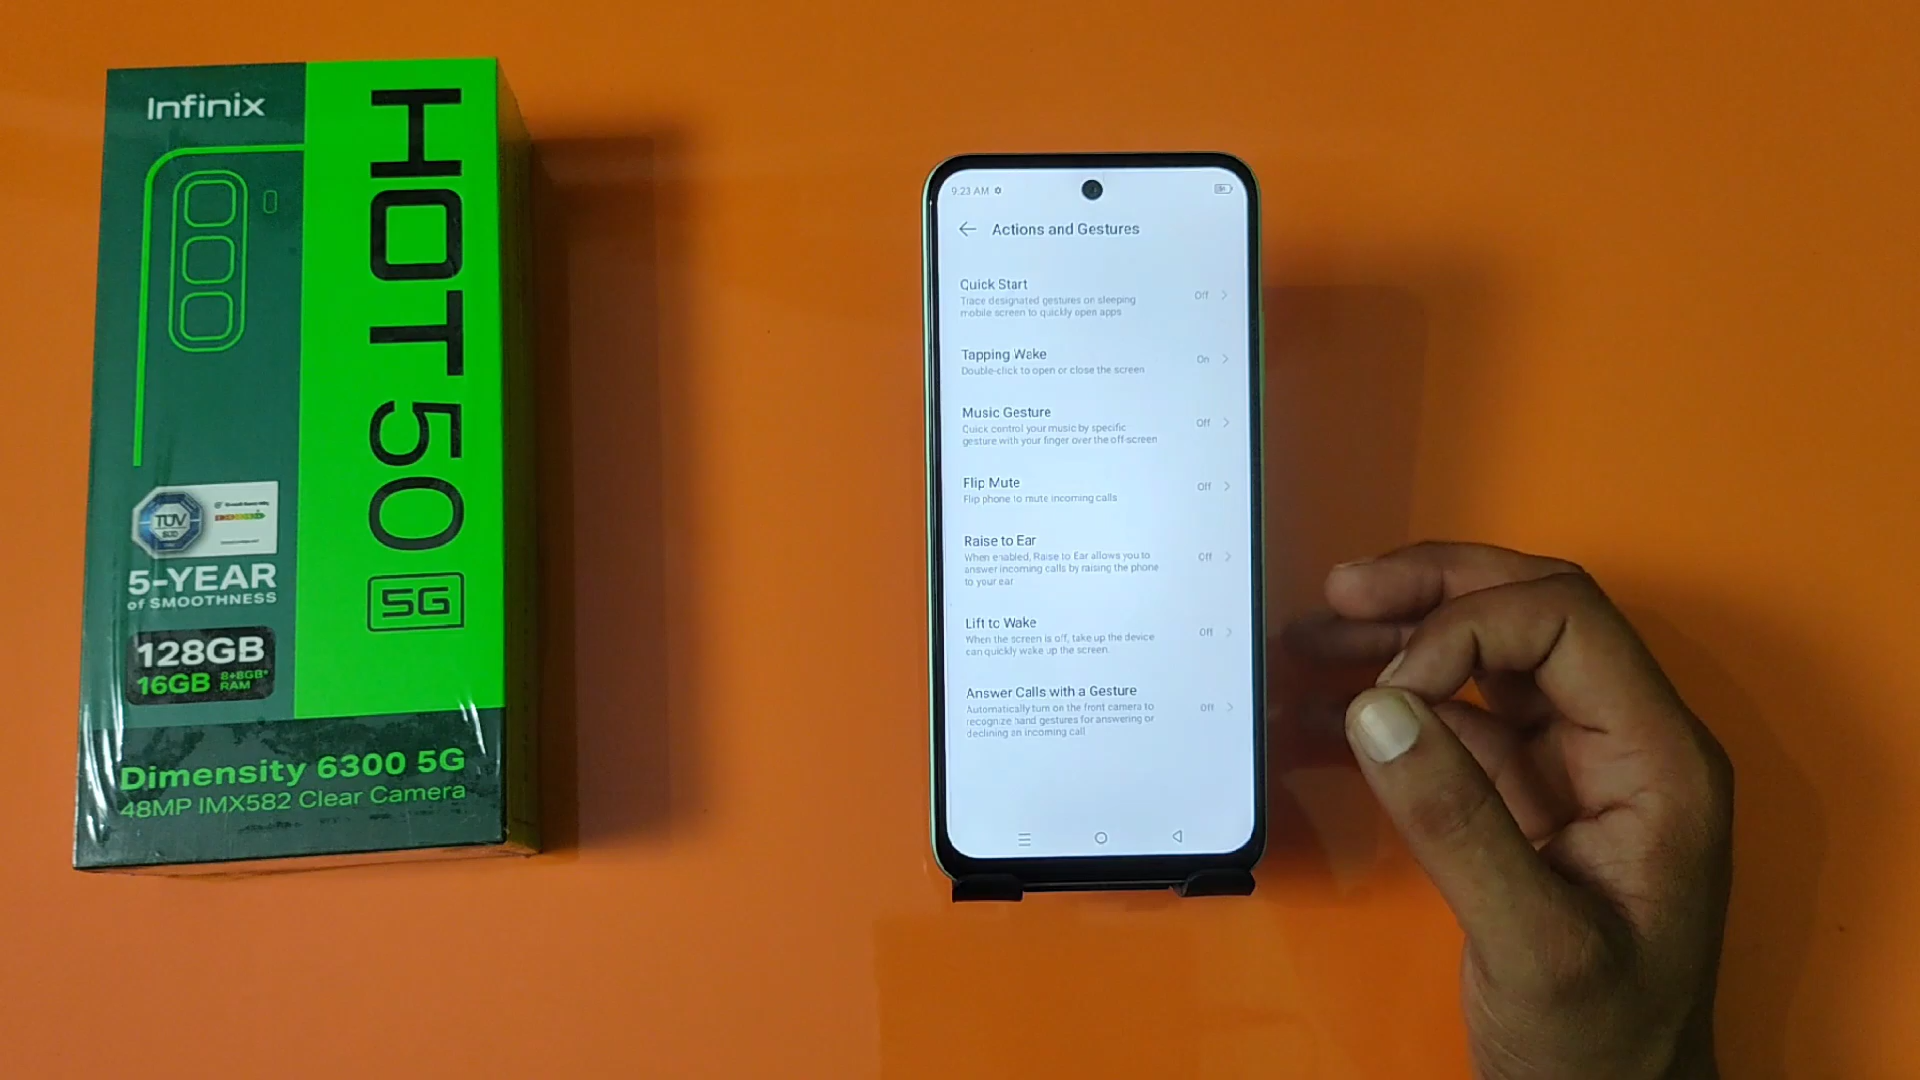 Infinix
HOT 50
5G
TÜV
SÜD
5-YEAR
of SMOOTHNESS
128GB
16GB 8+8GB*
RAM
Dimensity 6300 5G
48MP IMX582 Clear Camera
9:23 AM
Actions and Gestures
Quick Start
Trace designated gestures on sleeping
mobile screen to quickly open apps
Off
Tapping Wake
Double-click to open or close the screen
On
Music Gesture
Quick control your music by specific
gesture with your finger over the off-screen
Off
Flip Mute
Flip phone to mute incoming calls
Off
Raise to Ear
When enabled, Raise to Ear allows you to
answer incoming calls by raising the phone
to your ear
Off
Lift to Wake
When the screen is off, take up the device
can quickly wake up the screen.
Off
Answer Calls with a Gesture
Automatically turn on the front camera to
recognize hand gestures for answering or
declining an incoming call
Off